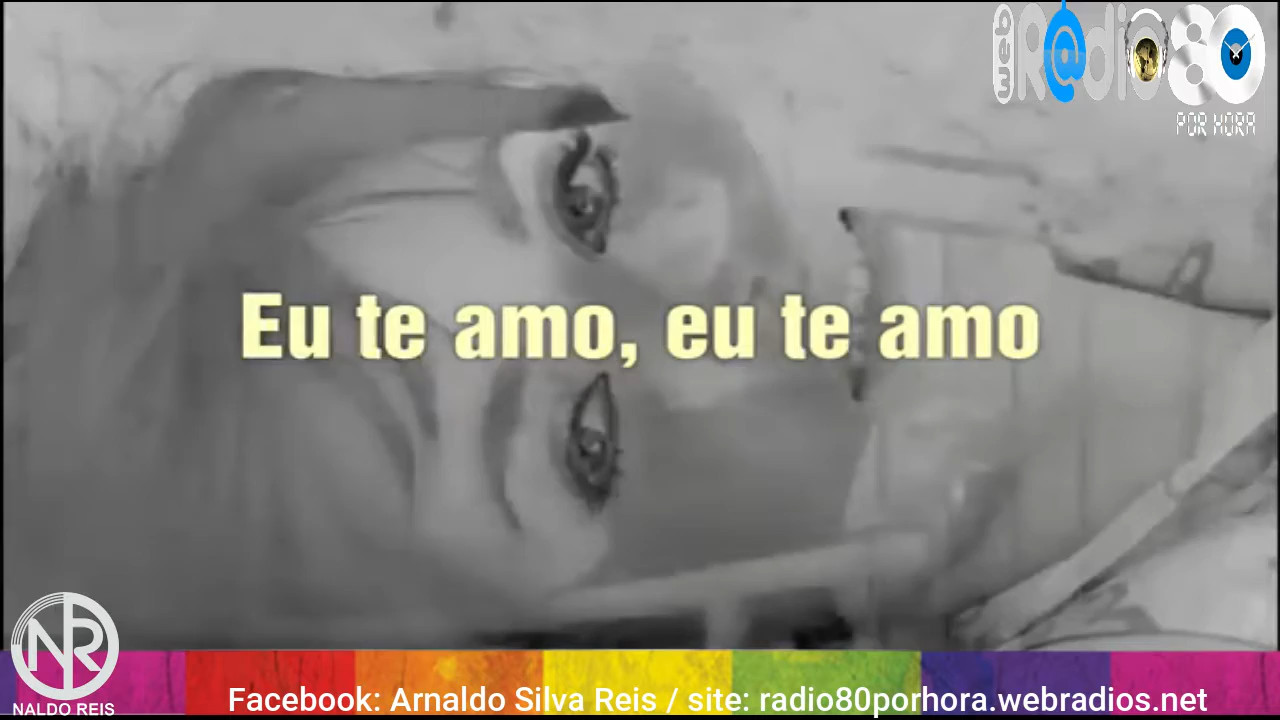 web R@dio 80
POR HORA
Eu te amo, eu te amo
NR
NALDO REIS
Facebook: Arnaldo Silva Reis / site: radio80porhora.webradios.net